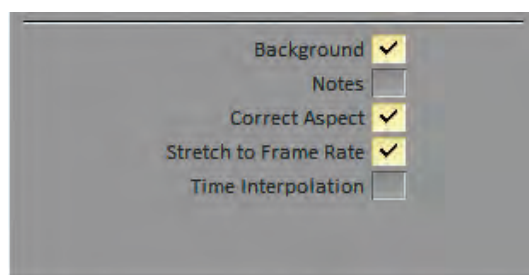 Background
Notes
Correct Aspect
Stretch to Frame Rate
Time Interpolation